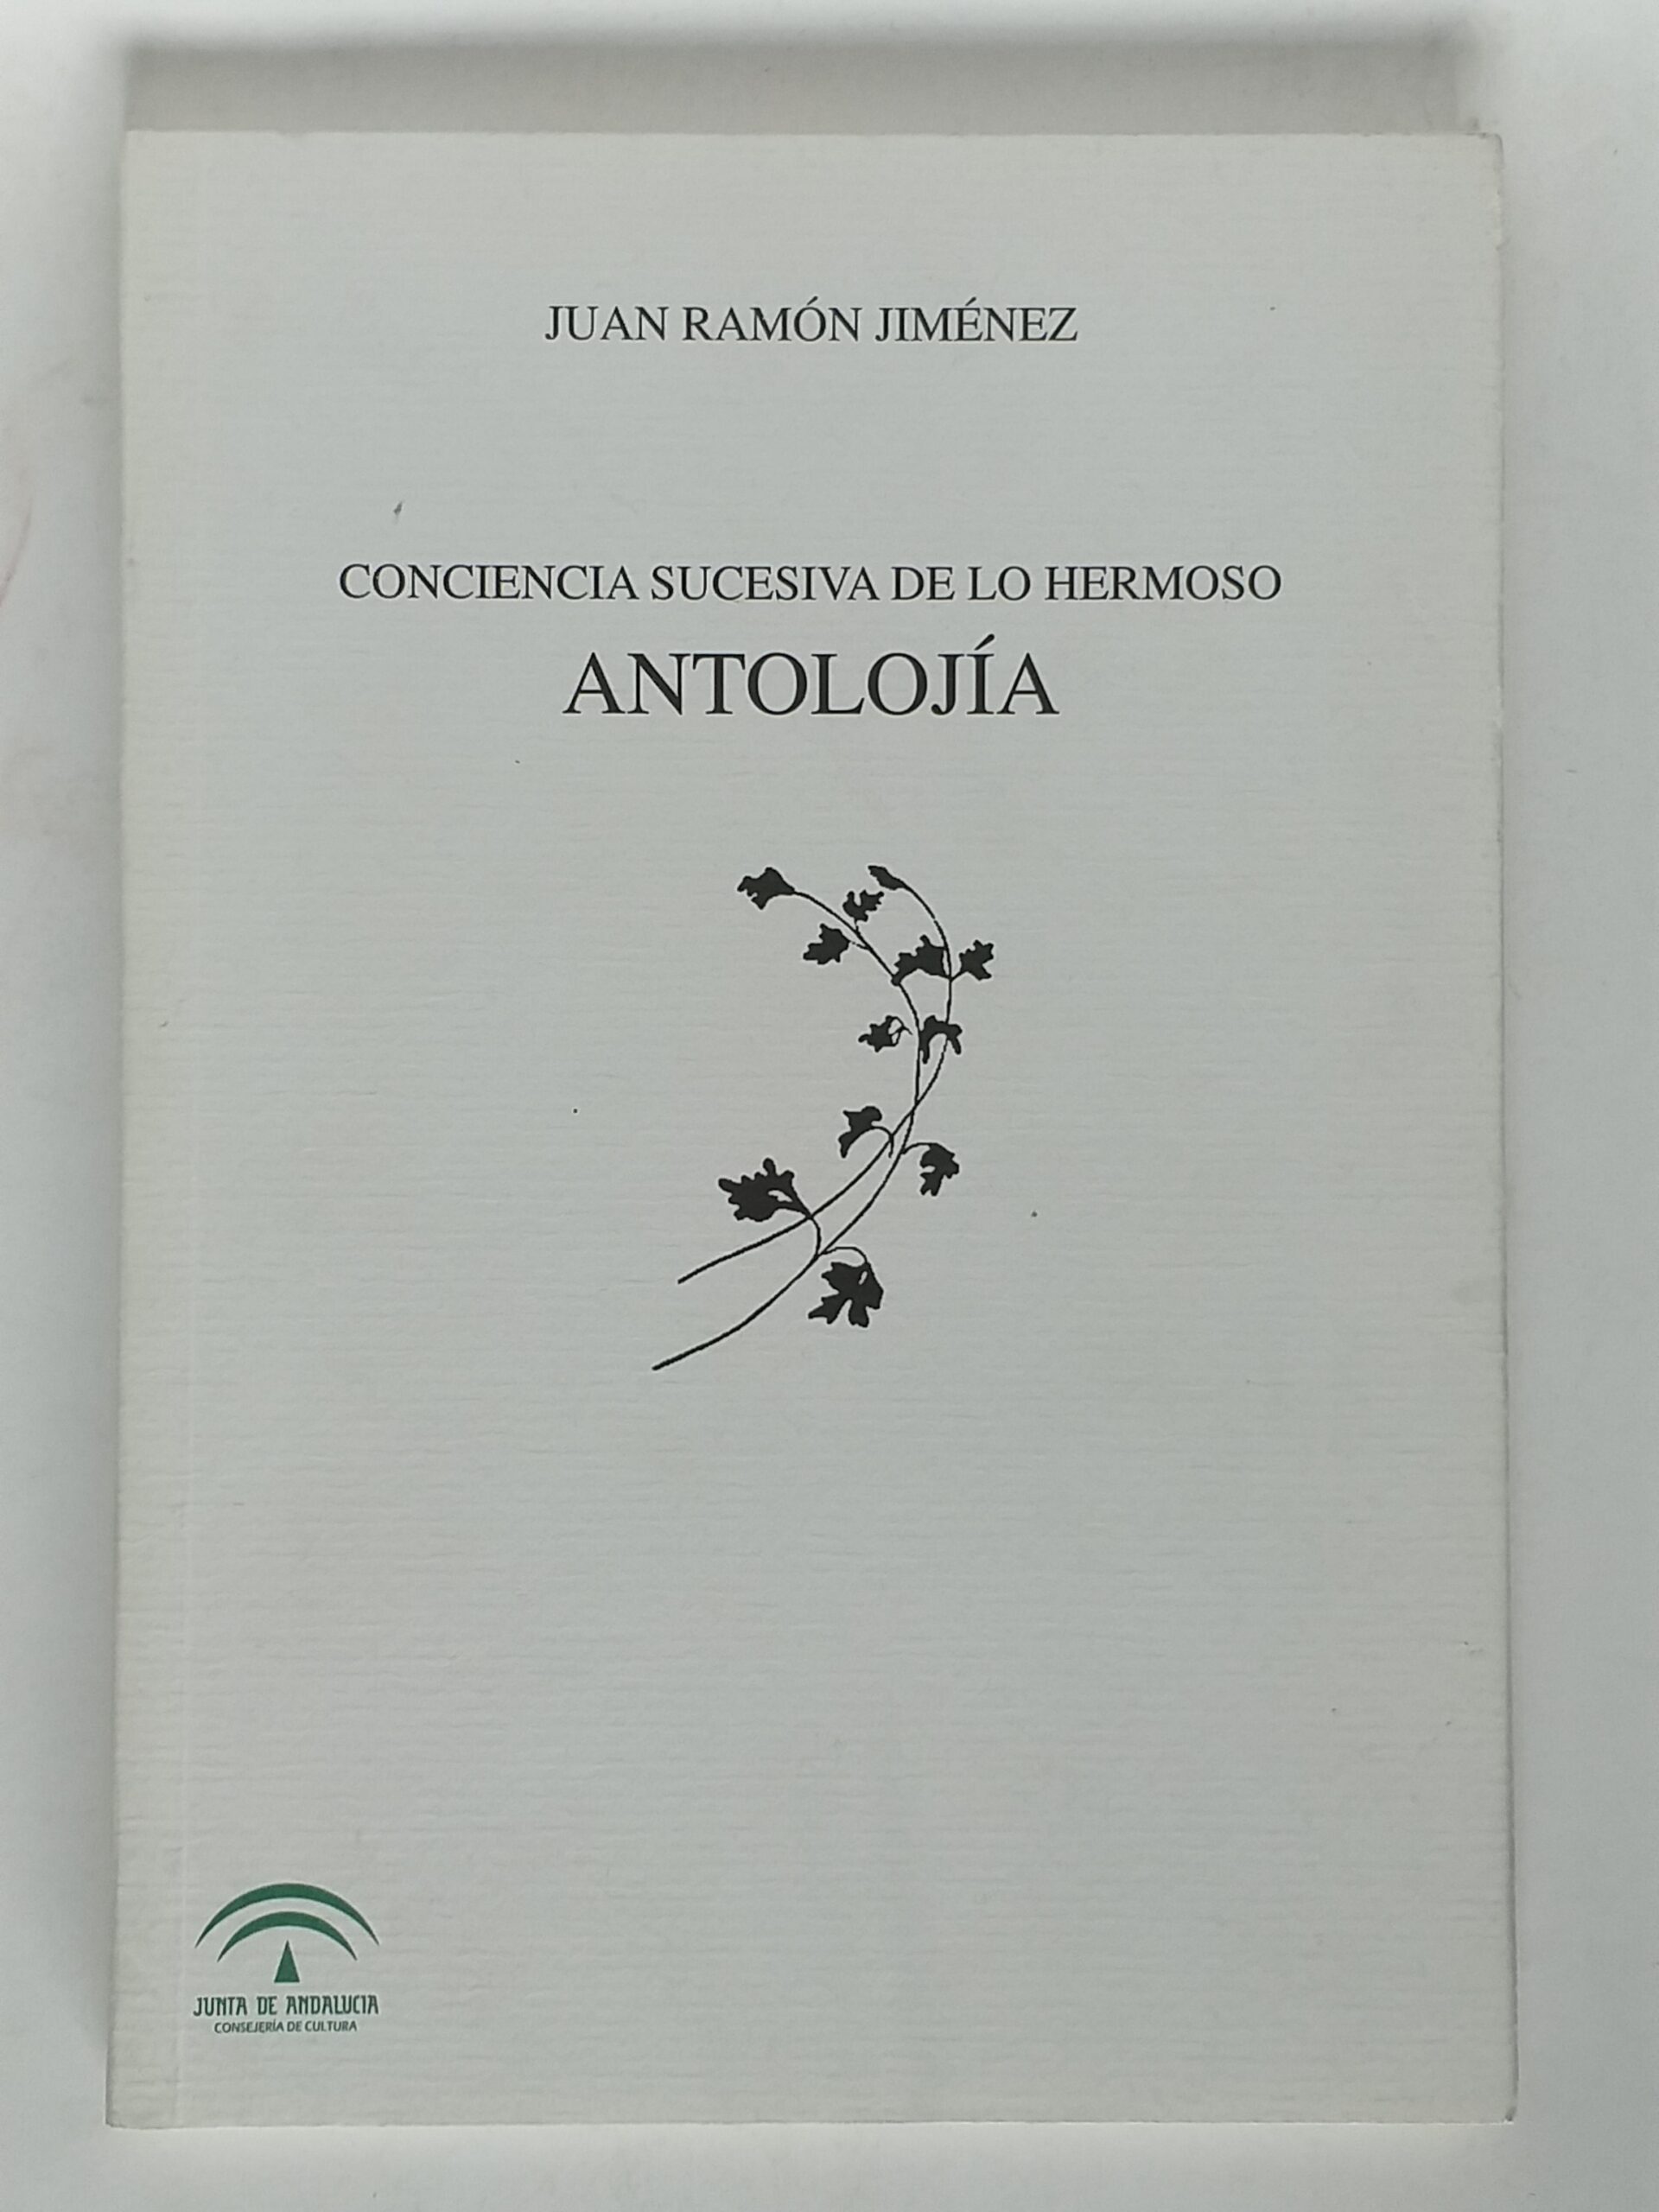 JUAN RAMÓN JIMÉNEZ
CONCIENCIA SUCESIVA DE LO HERMOSO
ANTOLOJÍA
JUNTA DE ANDALUCIA
CONSEJERÍA DE CULTURA